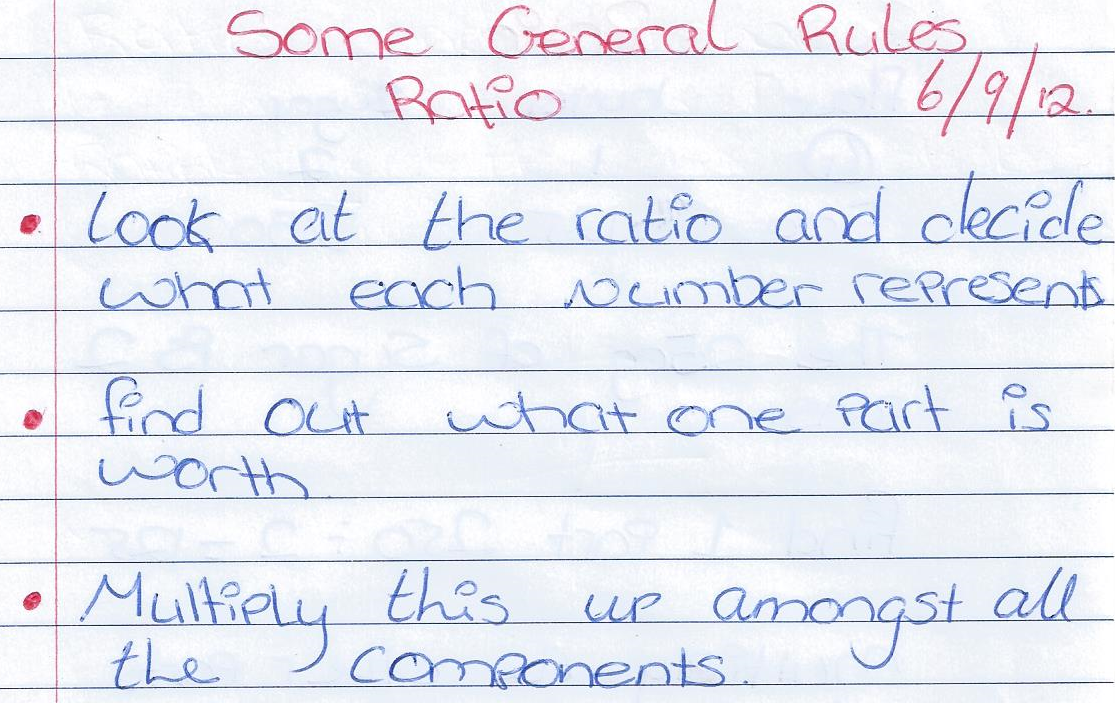 Some General Rules
Ratio 6/9/12.
• Look at the ratio and decide
what each number represents
• find out what one part is
worth
• Multiply this up amongst all
the components.